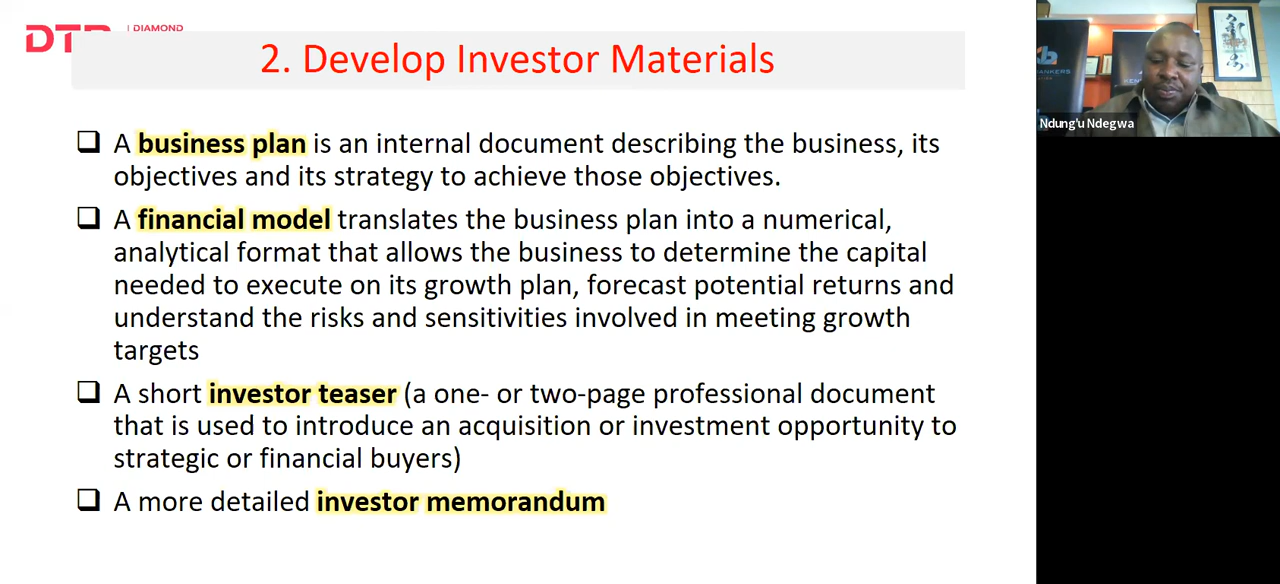 DTB
DIAMOND
2. Develop Investor Materials
A business plan is an internal document describing the business, its
objectives and its strategy to achieve those objectives.
A financial model translates the business plan into a numerical,
analytical format that allows the business to determine the capital
needed to execute on its growth plan, forecast potential returns and
understand the risks and sensitivities involved in meeting growth
targets
A short investor teaser (a one- or two-page professional document
that is used to introduce an acquisition or investment opportunity to
strategic or financial buyers)
A more detailed investor memorandum
ANKERS
KEN
Ndung'u Ndegwa